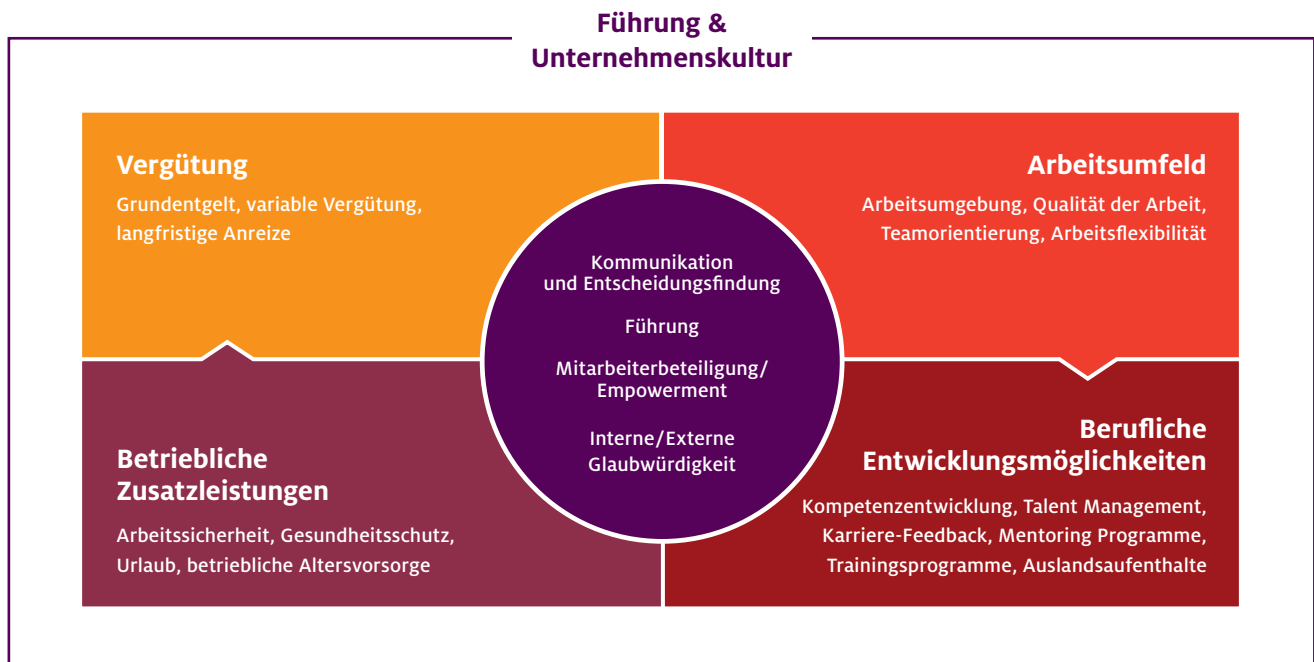 Führung &
Unternehmenskultur
Vergütung
Grundentgelt, variable Vergütung,
langfristige Anreize
Arbeitsumfeld
Arbeitsumgebung, Qualität der Arbeit,
Teamorientierung, Arbeitsflexibilität
Kommunikation
und Entscheidungsfindung
Führung
Mitarbeiterbeteiligung/
Empowerment
Interne/Externe
Glaubwürdigkeit
Betriebliche
Zusatzleistungen
Arbeitssicherheit, Gesundheitsschutz,
Urlaub, betriebliche Altersvorsorge
Berufliche
Entwicklungsmöglichkeiten
Kompetenzentwicklung, Talent Management,
Karriere-Feedback, Mentoring Programme,
Trainingsprogramme, Auslandsaufenthalte